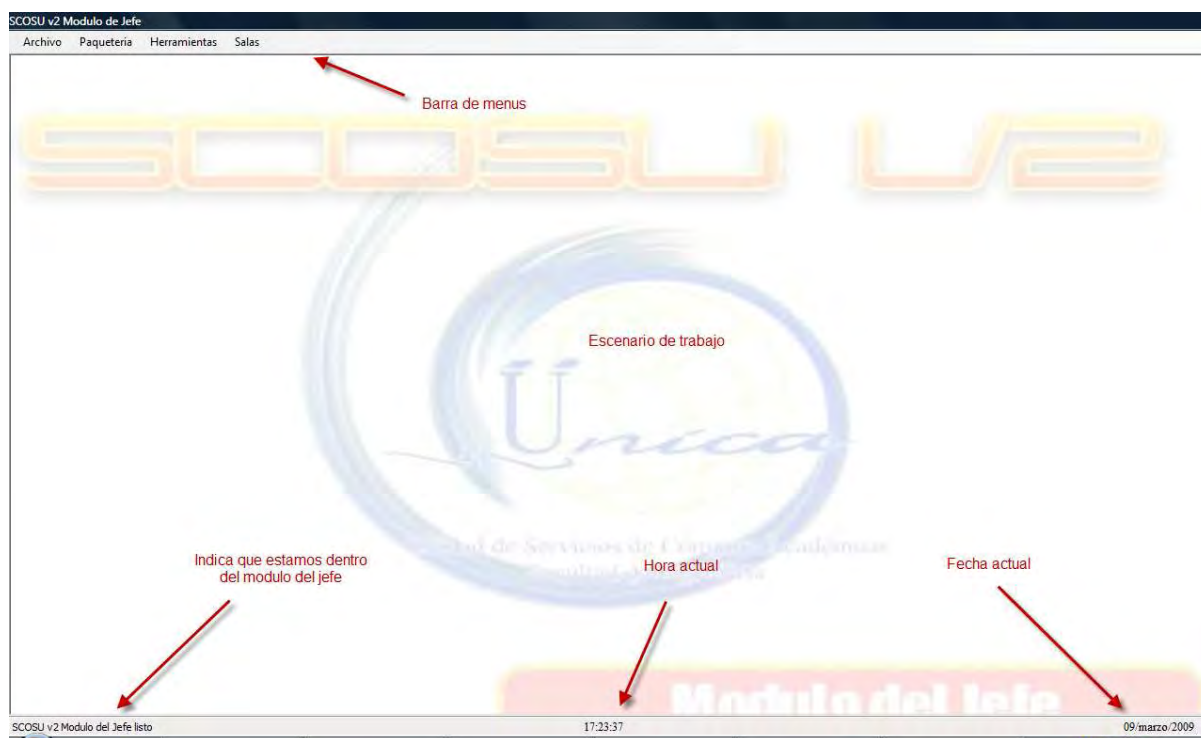 SCOSU v2 Modulo de Jefe
Archivo Paqueteria Herramientas Salas
Barra de menus
SCOSU V2
Escenario de trabajo
Única
Indica que estamos dentro
del modulo del jefe
Hora actual
Fecha actual
Modulo del Jefe
SCOSU v2 Modulo del Jefe listo 17:23:37 09/marzo/2009